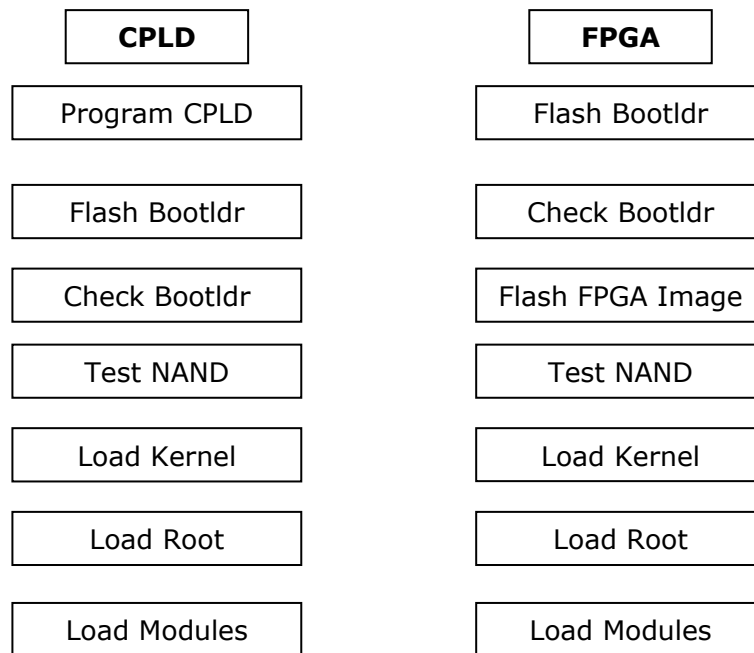 CPLD
Program CPLD
Flash Bootldr
Check Bootldr
Test NAND
Load Kernel
Load Root
Load Modules
FPGA
Flash Bootldr
Check Bootldr
Flash FPGA Image
Test NAND
Load Kernel
Load Root
Load Modules